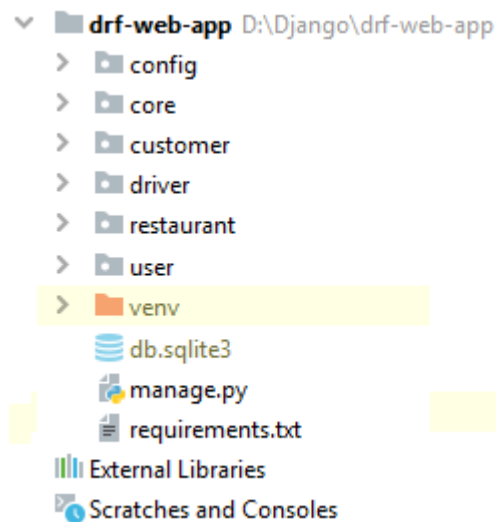 drf-web-app D:\Django\drf-web-app
config
core
customer
driver
restaurant
user
venv
db.sqlite3
manage.py
requirements.txt
External Libraries
Scratches and Consoles